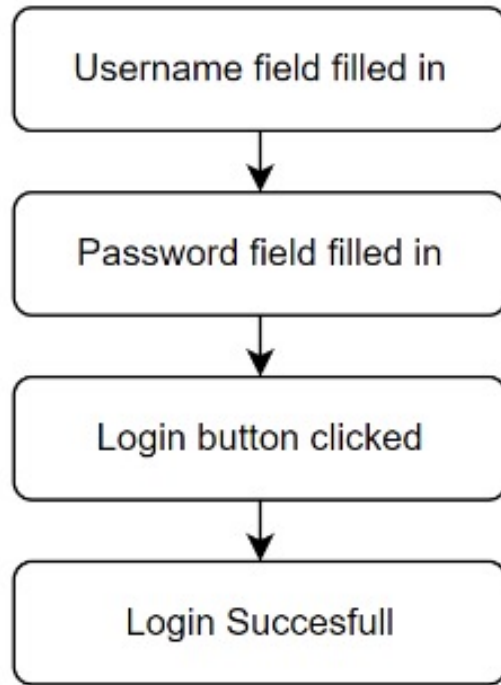 Username field filled in
Password field filled in
Login button clicked
Login Succesfull